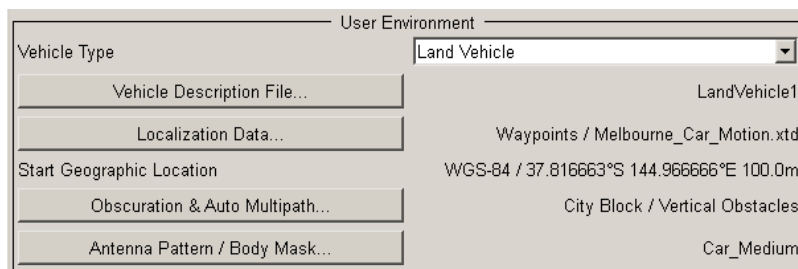 User Environment
Vehicle Type Land Vehicle
Vehicle Description File... LandVehicle1
Localization Data... Waypoints / Melbourne_Car_Motion.xtd
Start Geographic Location WGS-84 / 37.816663°S 144.966666°E 100.0m
Obscuration & Auto Multipath... City Block / Vertical Obstacles
Antenna Pattern / Body Mask... Car_Medium